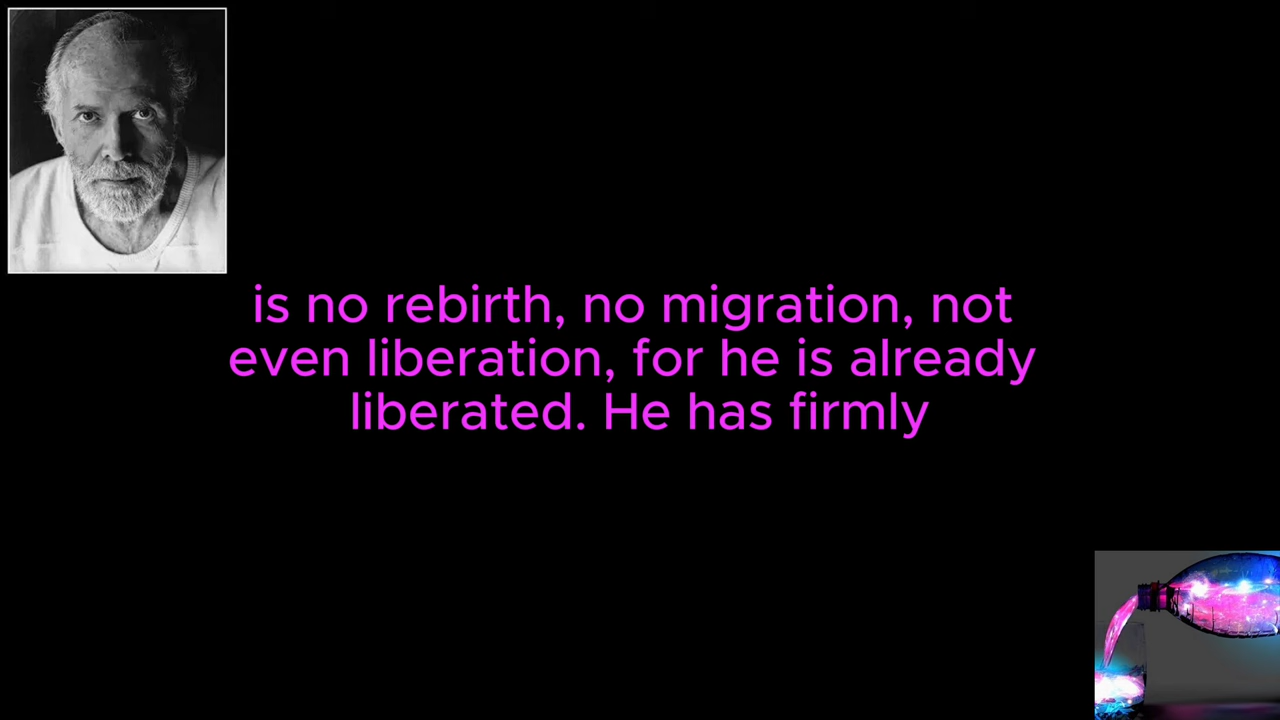 is no rebirth, no migration, not
even liberation, for he is already
liberated. He has firmly